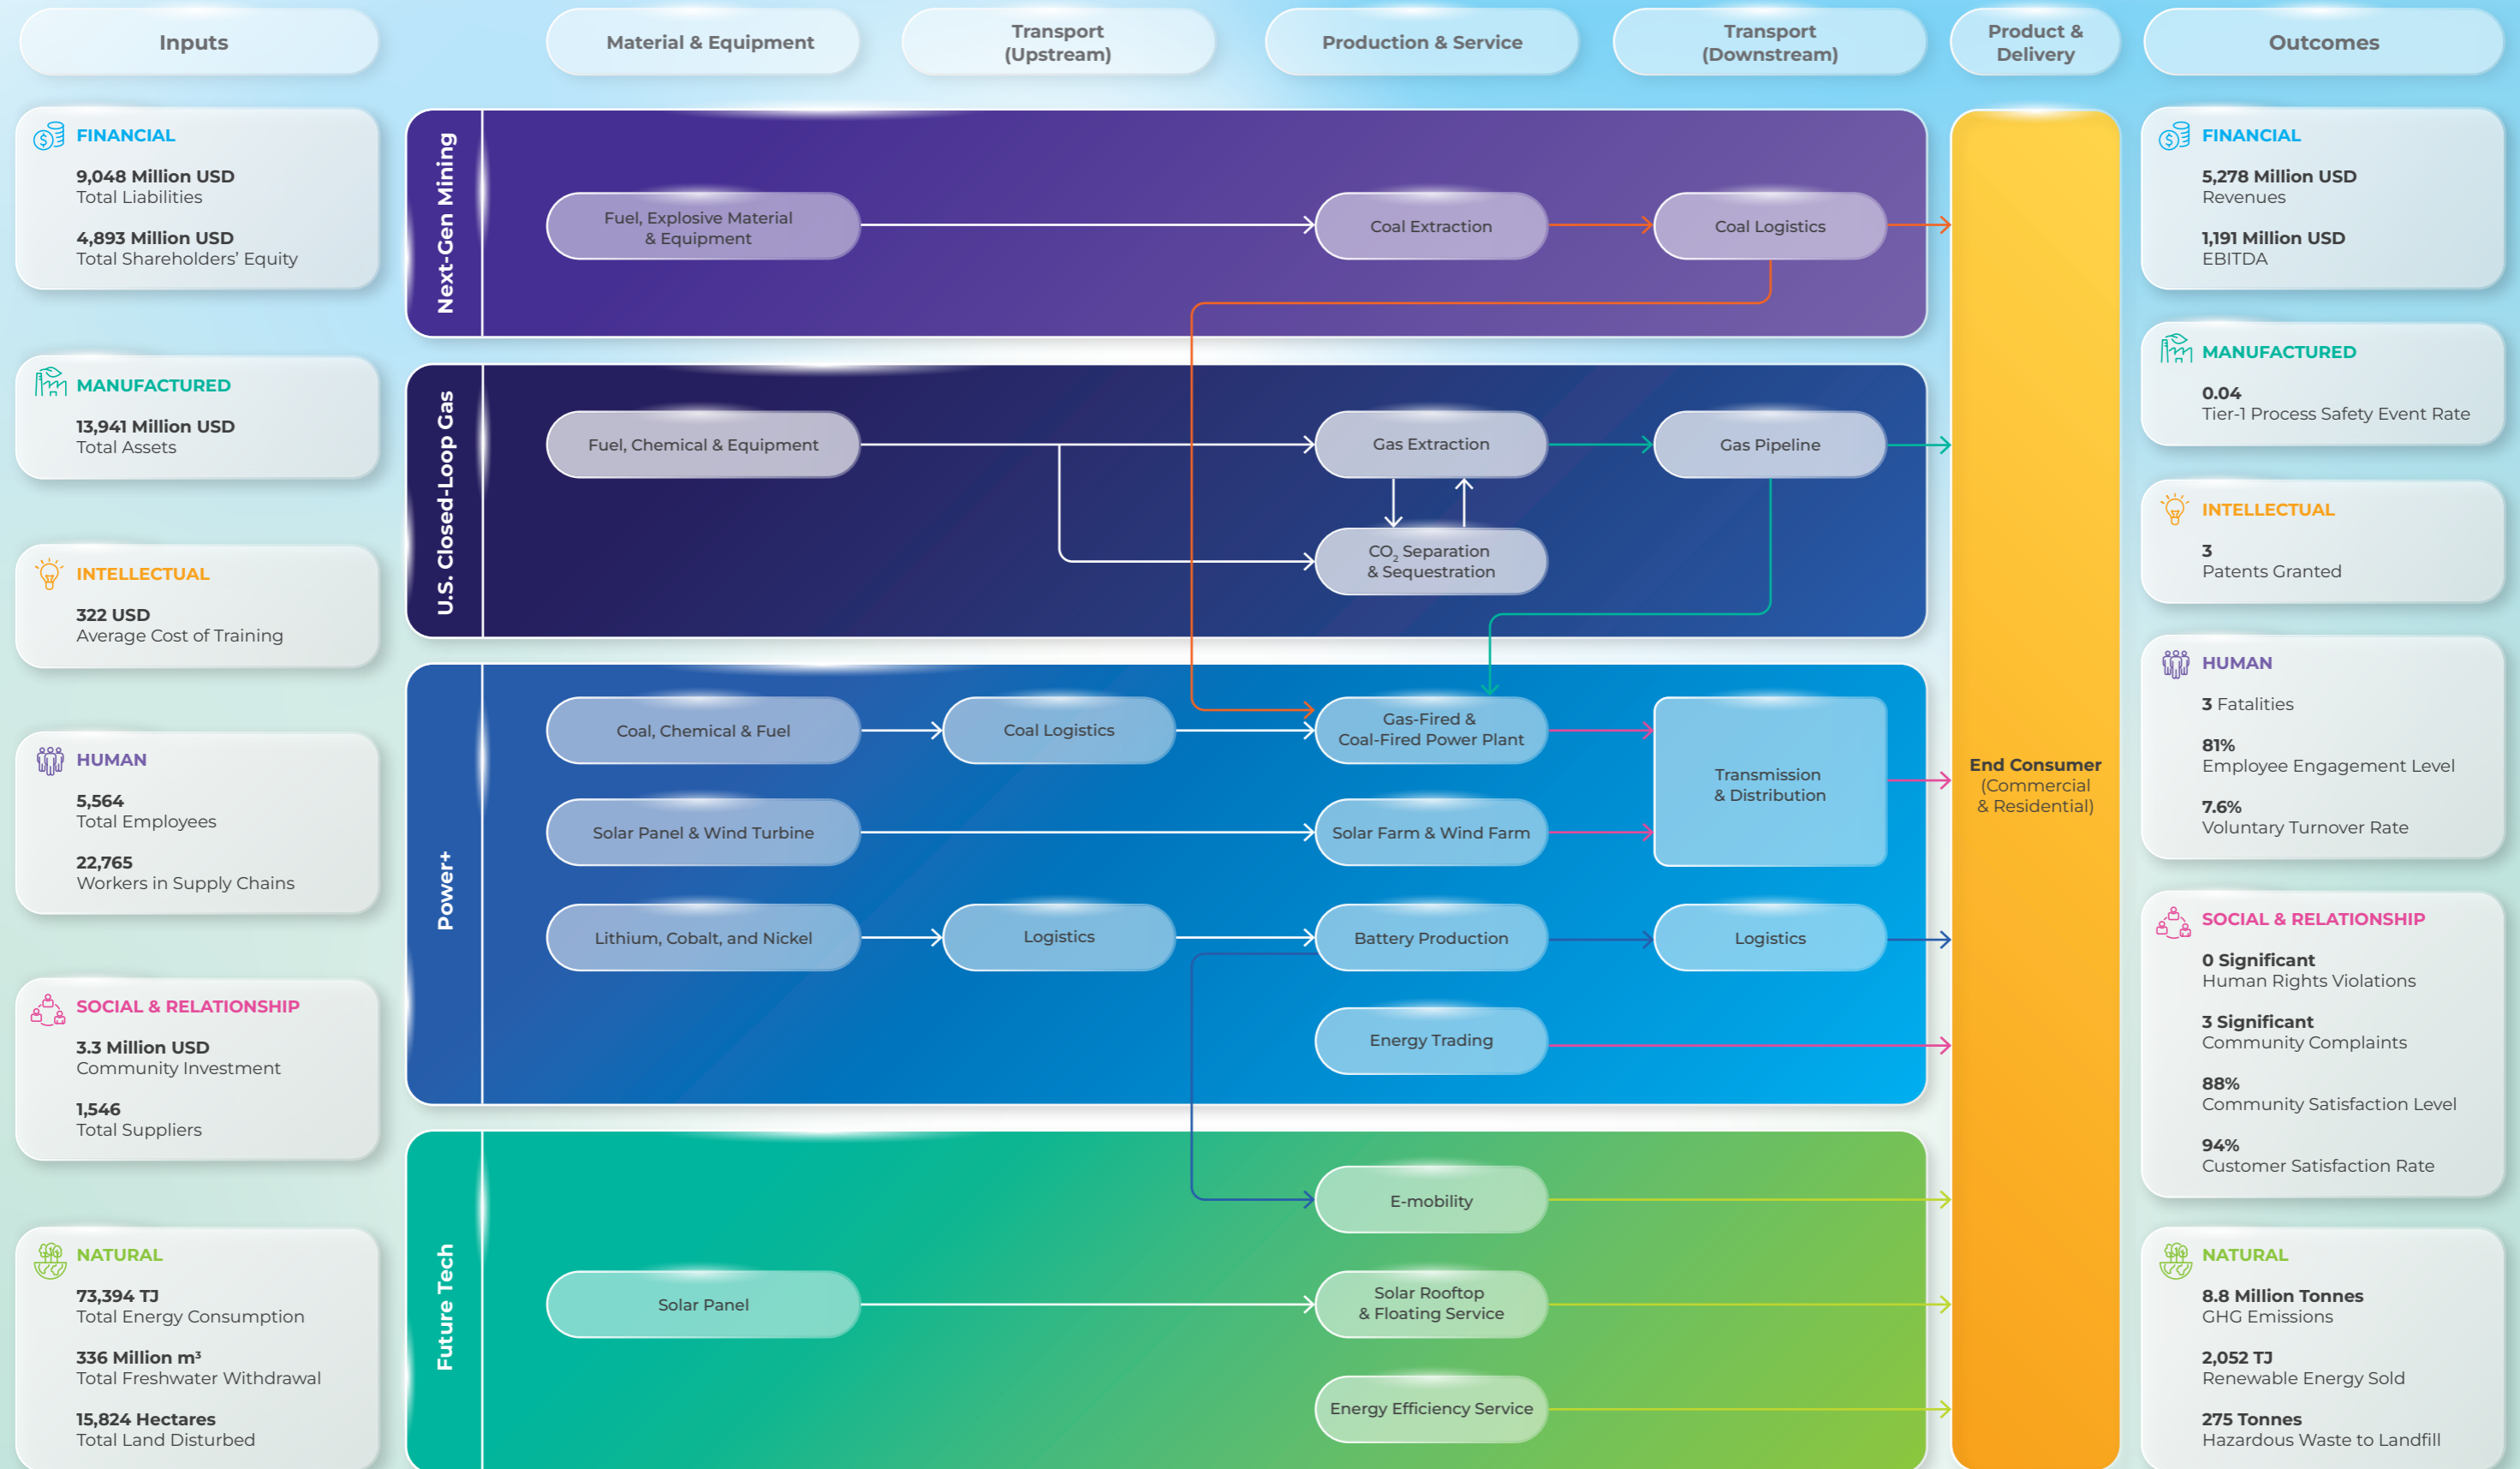 Inputs
Material & Equipment
Transport
(Upstream)
Production & Service
Transport
(Downstream)
Product &
Delivery
Outcomes
FINANCIAL
9,048 Million USD
Total Liabilities
4,893 Million USD
Total Shareholders’ Equity
MANUFACTURED
13,941 Million USD
Total Assets
INTELLECTUAL
322 USD
Average Cost of Training
HUMAN
5,564
Total Employees
22,765
Workers in Supply Chains
SOCIAL & RELATIONSHIP
3.3 Million USD
Community Investment
1,546
Total Suppliers
NATURAL
73,394 TJ
Total Energy Consumption
336 Million m³
Total Freshwater Withdrawal
15,824 Hectares
Total Land Disturbed
Next-Gen Mining
Fuel, Explosive Material
& Equipment
Coal Extraction
Coal Logistics
U.S. Closed-Loop Gas
Fuel, Chemical & Equipment
Gas Extraction
Gas Pipeline
CO₂ Separation
& Sequestration
Power+
Coal, Chemical & Fuel
Coal Logistics
Gas-Fired &
Coal-Fired Power Plant
Transmission
& Distribution
Solar Panel & Wind Turbine
Solar Farm & Wind Farm
Lithium, Cobalt, and Nickel
Logistics
Battery Production
Logistics
Energy Trading
Future Tech
E-mobility
Solar Panel
Solar Rooftop
& Floating Service
Energy Efficiency Service
End Consumer
(Commercial
& Residential)
FINANCIAL
5,278 Million USD
Revenues
1,191 Million USD
EBITDA
MANUFACTURED
0.04
Tier-1 Process Safety Event Rate
INTELLECTUAL
3
Patents Granted
HUMAN
3 Fatalities
81%
Employee Engagement Level
7.6%
Voluntary Turnover Rate
SOCIAL & RELATIONSHIP
0 Significant
Human Rights Violations
3 Significant
Community Complaints
88%
Community Satisfaction Level
94%
Customer Satisfaction Rate
NATURAL
8.8 Million Tonnes
GHG Emissions
2,052 TJ
Renewable Energy Sold
275 Tonnes
Hazardous Waste to Landfill